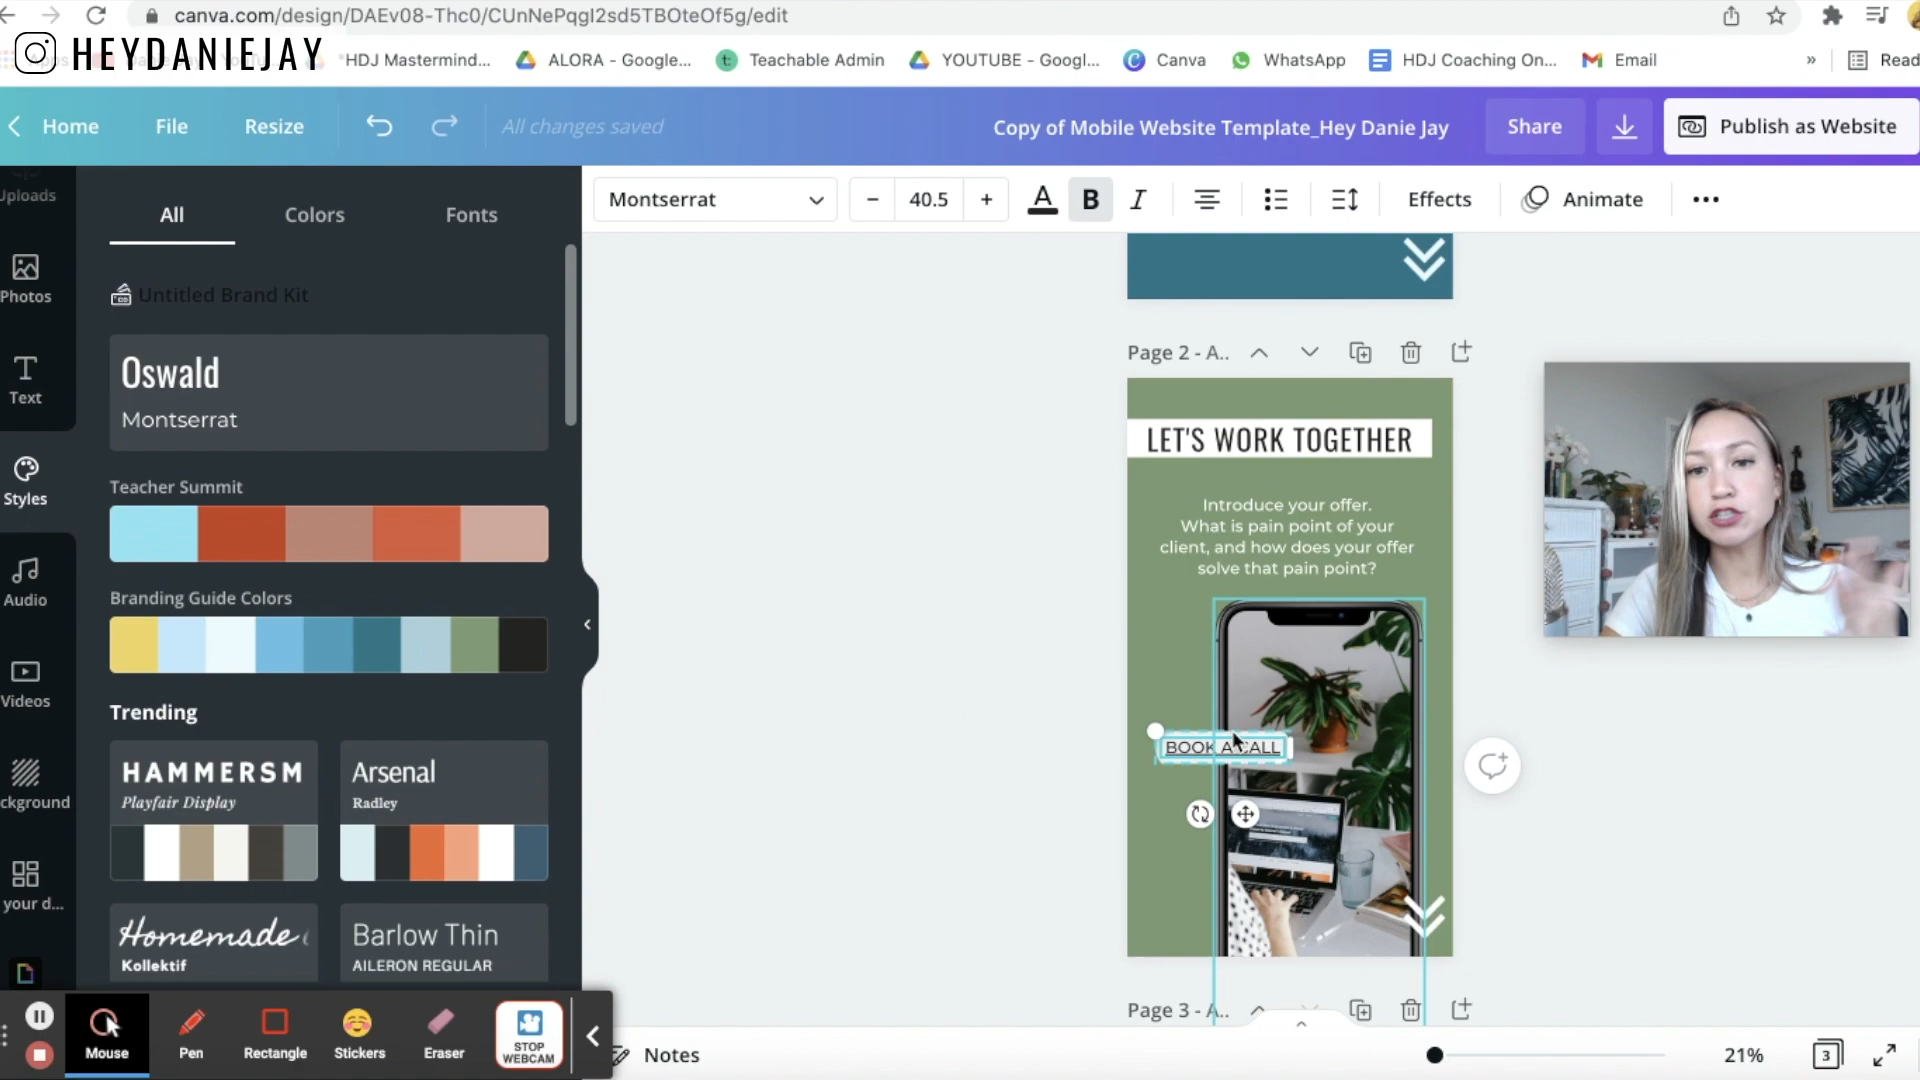 canva.com/design/DAEv08-Thc0/CUnNePqgI2sd5TBOteOf5g/edit
HEYDANIEJAY
*HDJ Mastermind...
ALORA - Google...
Teachable Admin
YOUTUBE - Googl...
Canva
WhatsApp
HDJ Coaching On...
Email
»
Read
Home
File
Resize
All changes saved
Copy of Mobile Website Template_Hey Danie Jay
Share
Publish as Website
Uploads
Photos
Text
Styles
Audio
Videos
ckground
your d...
All
Colors
Fonts
Untitled Brand Kit
Oswald
Montserrat
Teacher Summit
Branding Guide Colors
Trending
HAMMERSM
Playfair Display
Arsenal
Radley
Homemade
Kollektif
Barlow Thin
AILERON REGULAR
Montserrat
40.5
A
B
I
Effects
Animate
Page 2 - A..
LET'S WORK TOGETHER
Introduce your offer.
What is pain point of your
client, and how does your offer
solve that pain point?
BOOK A CALL
Page 3 - A..
Mouse
Pen
Rectangle
Stickers
Eraser
STOP
WEBCAM
Notes
21%
3